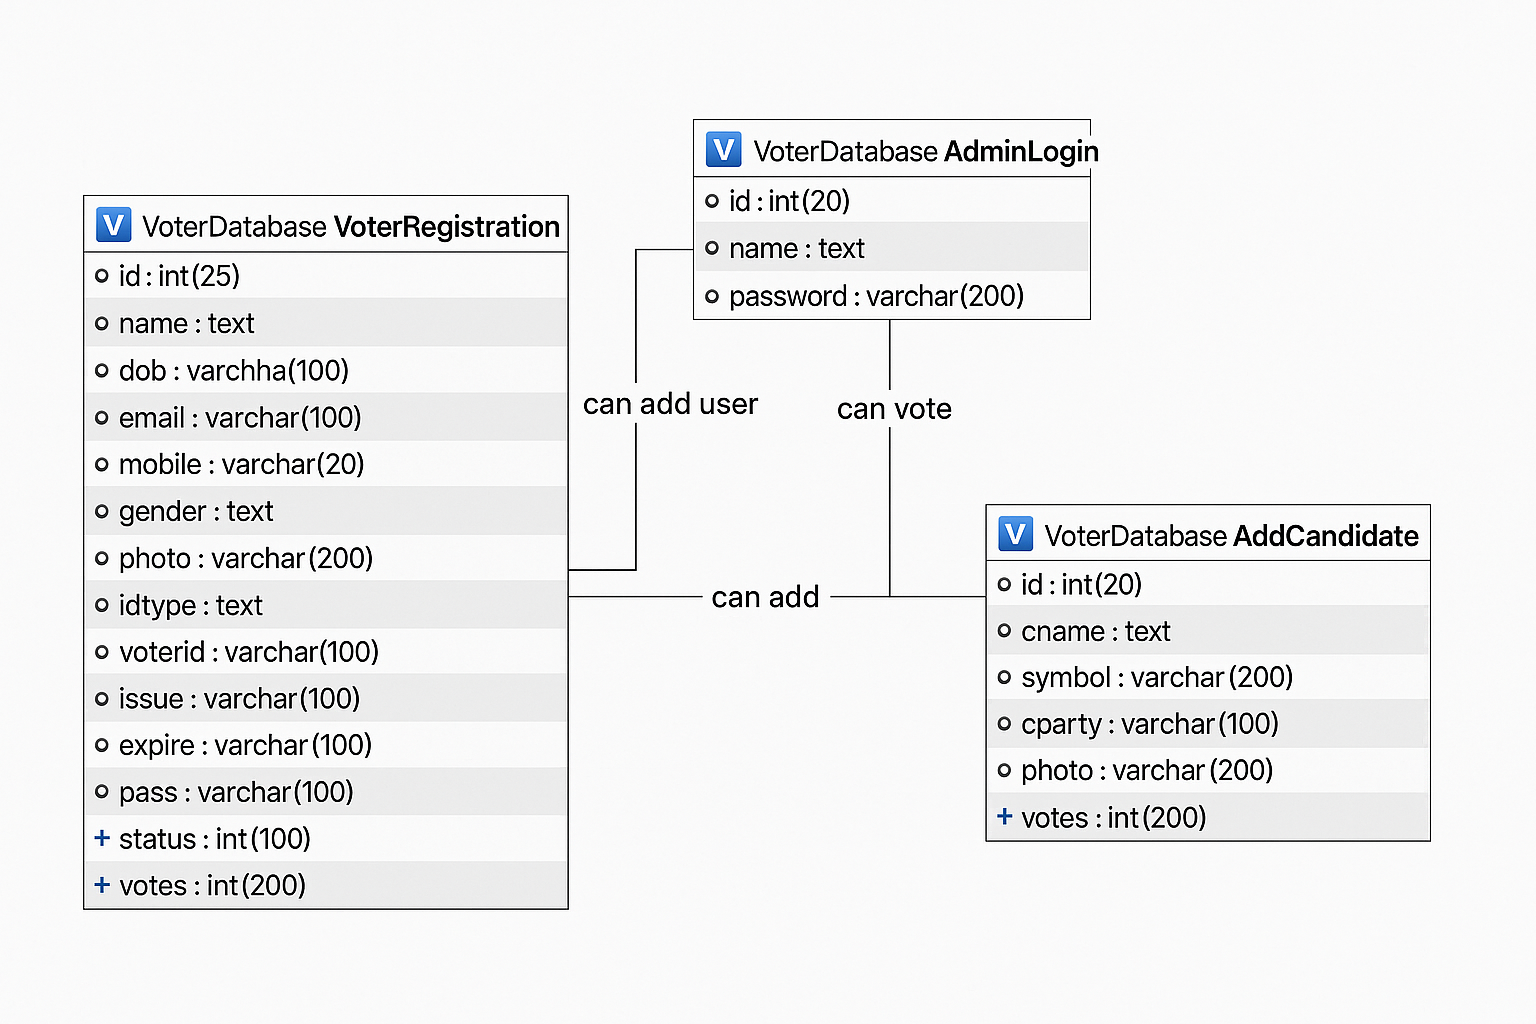 V VoterDatabase VoterRegistration
id : int(25)
name : text
dob : varchha(100)
email : varchar(100)
mobile : varchar(20)
gender : text
photo : varchar(200)
idtype : text
voterid : varchar(100)
issue : varchar(100)
expire : varchar(100)
pass : varchar(100)
+ status : int(100)
+ votes : int(200)
V VoterDatabase AdminLogin
id : int(20)
name : text
password : varchar(200)
can add user
can vote
can add
V VoterDatabase AddCandidate
id : int(20)
cname : text
symbol : varchar(200)
cparty : varchar(100)
photo : varchar(200)
+ votes : int(200)